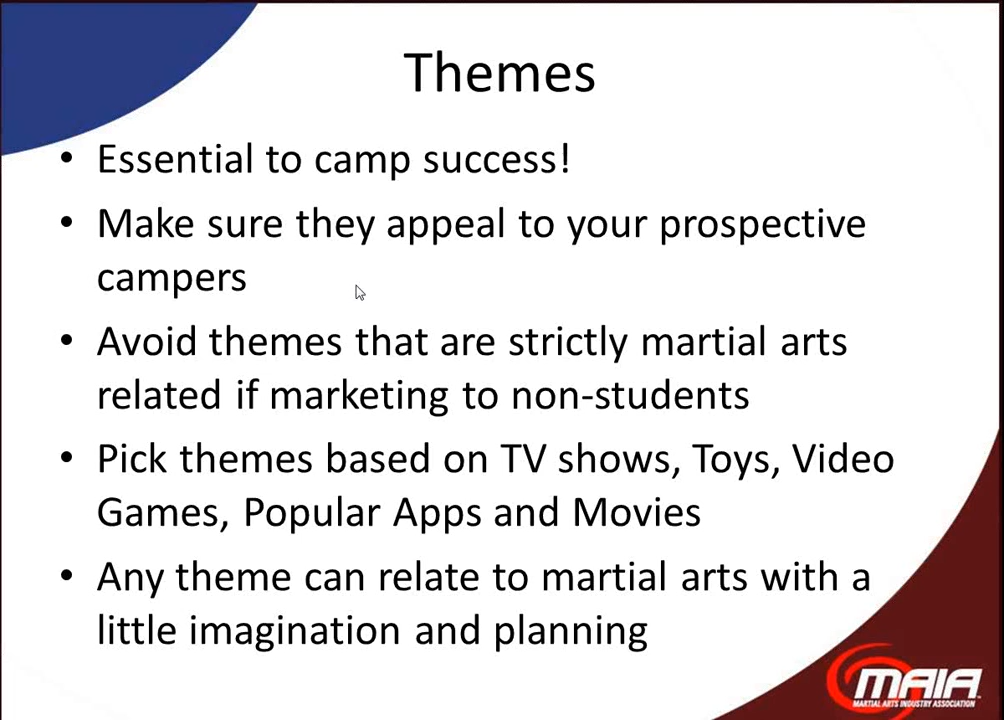 Themes
• Essential to camp success!
• Make sure they appeal to your prospective
campers
• Avoid themes that are strictly martial arts
related if marketing to non-students
• Pick themes based on TV shows, Toys, Video
Games, Popular Apps and Movies
• Any theme can relate to martial arts with a
little imagination and planning
MAIA
MARTIAL ARTS INDUSTRY ASSOCIATION